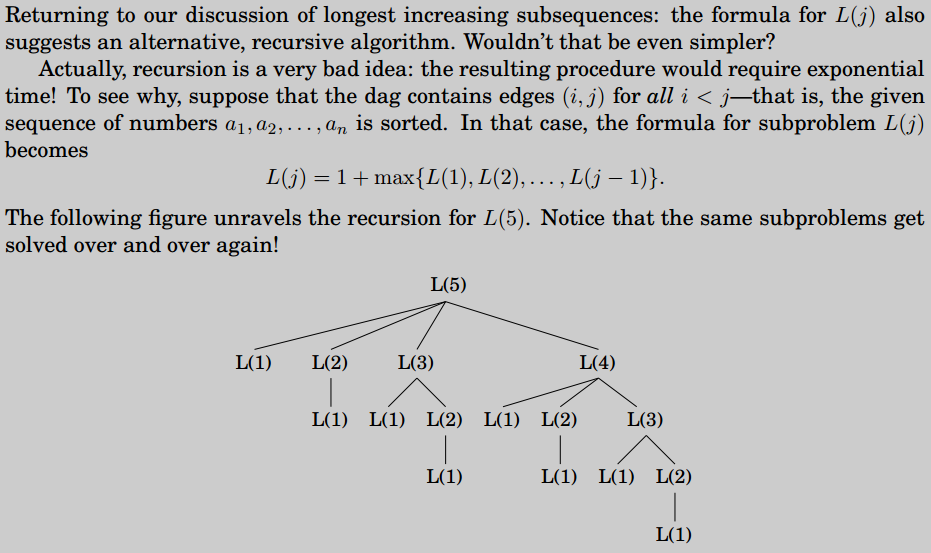 Returning to our discussion of longest increasing subsequences: the formula for L(j) also
suggests an alternative, recursive algorithm. Wouldn't that be even simpler?
Actually, recursion is a very bad idea: the resulting procedure would require exponential
time! To see why, suppose that the dag contains edges (i, j) for all i < j—that is, the given
sequence of numbers a₁, a₂, . . . , aₙ is sorted. In that case, the formula for subproblem L(j)
becomes
L(j) = 1 + max{L(1), L(2), . . . , L(j − 1)}.
The following figure unravels the recursion for L(5). Notice that the same subproblems get
solved over and over again!
L(5)
L(1) L(2) L(3) L(4)
L(1) L(1) L(2) L(1) L(2) L(3)
L(1) L(1) L(1) L(2)
L(1)